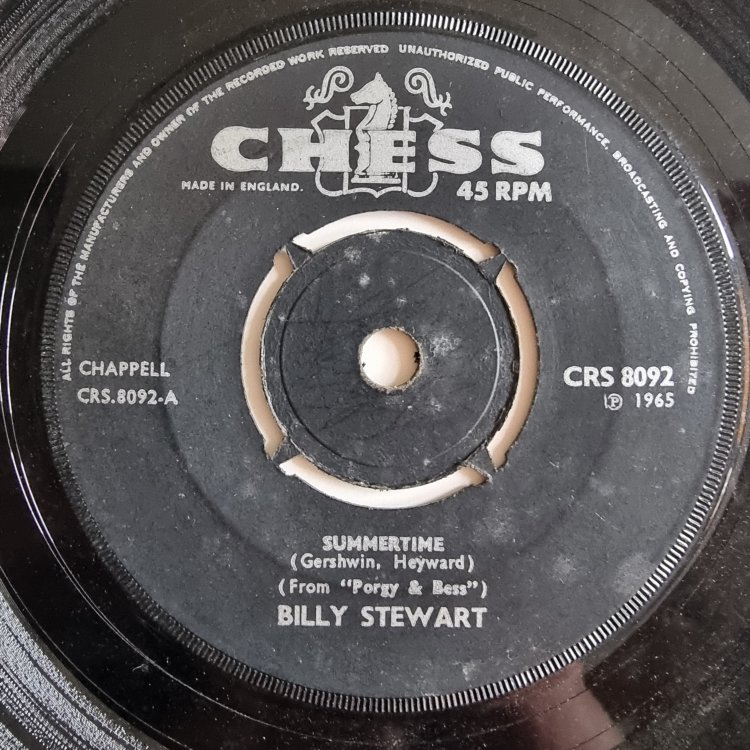 ALL RIGHTS OF THE MANUFACTURERS AND OWNER OF THE RECORDED WORK RESERVED UNAUTHORIZED PUBLIC PERFORMANCE, BROADCASTING AND COPYING PROHIBITED
CHESS
MADE IN ENGLAND.
45 RPM
CHAPPELL
CRS.8092-A
CRS 8092
℗ 1965
SUMMERTIME
(Gershwin, Heyward)
(From "Porgy & Bess")
BILLY STEWART